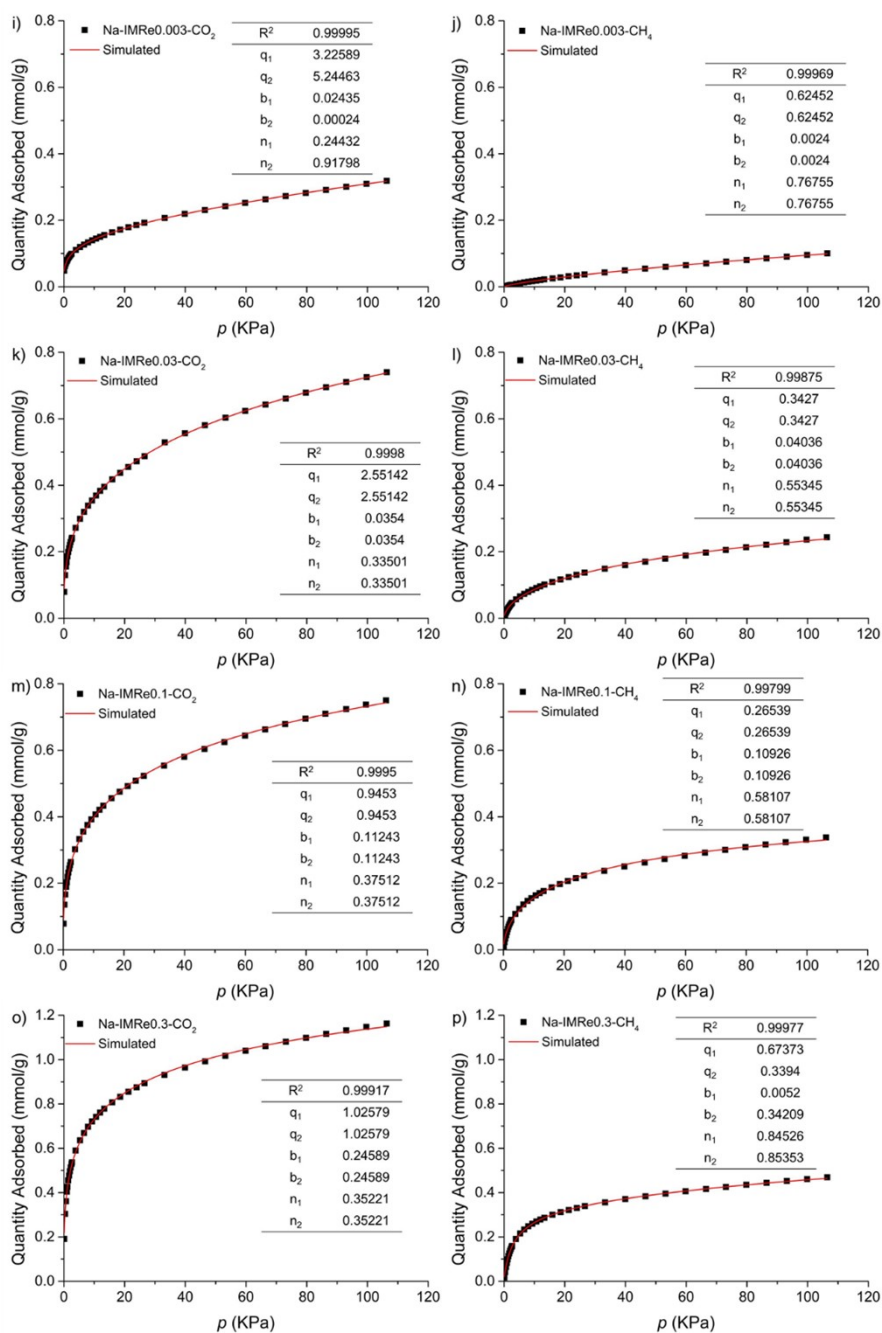 i)
Na-IMRe0.003-CO₂
Simulated
R² 0.99995
q₁ 3.22589
q₂ 5.24463
b₁ 0.02435
b₂ 0.00024
n₁ 0.24432
n₂ 0.91798
Quantity Adsorbed (mmol/g)
0.8
0.6
0.4
0.2
0.0
0 20 40 60 80 100 120
p (KPa)
j)
Na-IMRe0.003-CH₄
Simulated
R² 0.99969
q₁ 0.62452
q₂ 0.62452
b₁ 0.0024
b₂ 0.0024
n₁ 0.76755
n₂ 0.76755
Quantity Adsorbed (mmol/g)
0.8
0.6
0.4
0.2
0.0
0 20 40 60 80 100 120
p (KPa)
k)
Na-IMRe0.03-CO₂
Simulated
R² 0.9998
q₁ 2.55142
q₂ 2.55142
b₁ 0.0354
b₂ 0.0354
n₁ 0.33501
n₂ 0.33501
Quantity Adsorbed (mmol/g)
0.8
0.6
0.4
0.2
0.0
0 20 40 60 80 100 120
p (KPa)
l)
Na-IMRe0.03-CH₄
Simulated
R² 0.99875
q₁ 0.3427
q₂ 0.3427
b₁ 0.04036
b₂ 0.04036
n₁ 0.55345
n₂ 0.55345
Quantity Adsorbed (mmol/g)
0.8
0.6
0.4
0.2
0.0
0 20 40 60 80 100 120
p (KPa)
m)
Na-IMRe0.1-CO₂
Simulated
R² 0.9995
q₁ 0.9453
q₂ 0.9453
b₁ 0.11243
b₂ 0.11243
n₁ 0.37512
n₂ 0.37512
Quantity Adsorbed (mmol/g)
0.8
0.6
0.4
0.2
0.0
0 20 40 60 80 100 120
p (KPa)
n)
Na-IMRe0.1-CH₄
Simulated
R² 0.99799
q₁ 0.26539
q₂ 0.26539
b₁ 0.10926
b₂ 0.10926
n₁ 0.58107
n₂ 0.58107
Quantity Adsorbed (mmol/g)
0.8
0.6
0.4
0.2
0.0
0 20 40 60 80 100 120
p (KPa)
o)
Na-IMRe0.3-CO₂
Simulated
R² 0.99917
q₁ 1.02579
q₂ 1.02579
b₁ 0.24589
b₂ 0.24589
n₁ 0.35221
n₂ 0.35221
Quantity Adsorbed (mmol/g)
1.2
1.0
0.8
0.6
0.4
0.2
0.0
0 20 40 60 80 100 120
p (KPa)
p)
Na-IMRe0.3-CH₄
Simulated
R² 0.99977
q₁ 0.67373
q₂ 0.3394
b₁ 0.0052
b₂ 0.34209
n₁ 0.84526
n₂ 0.85353
Quantity Adsorbed (mmol/g)
1.2
1.0
0.8
0.6
0.4
0.2
0.0
0 20 40 60 80 100 120
p (KPa)